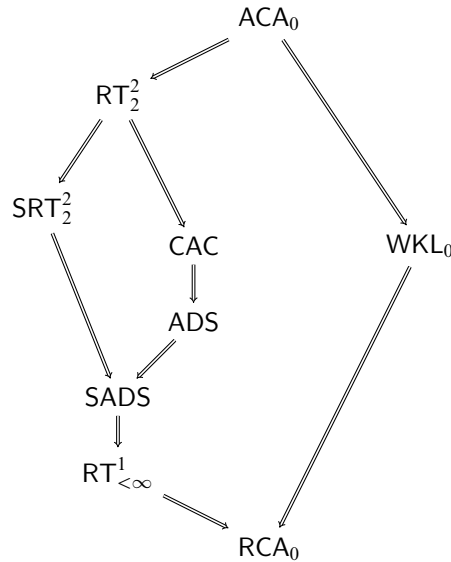 ACA₀
RT²₂
SRT²₂
CAC
WKL₀
ADS
SADS
RT¹<∞
RCA₀